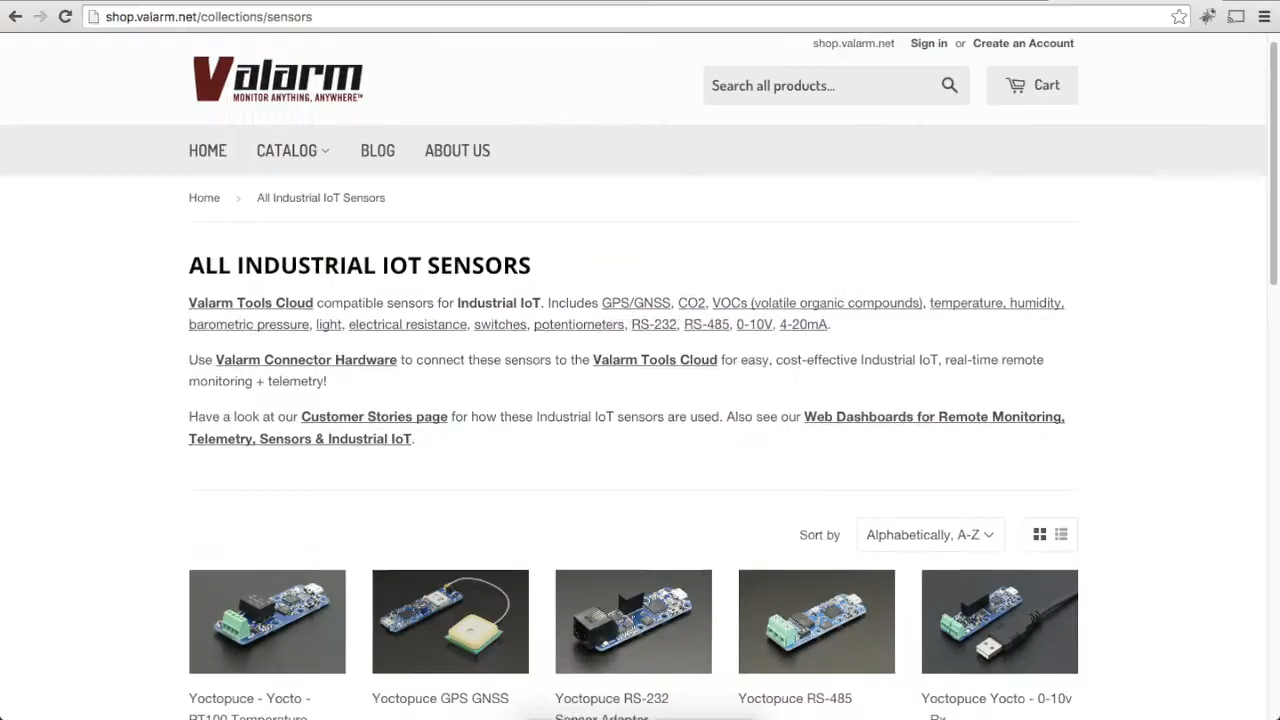 shop.valarm.net/collections/sensors
shop.valarm.net Sign in or Create an Account
Valarm
MONITOR ANYTHING, ANYWHERE™
Search all products...
Cart
HOME CATALOG BLOG ABOUT US
Home › All Industrial IoT Sensors
ALL INDUSTRIAL IOT SENSORS
Valarm Tools Cloud compatible sensors for Industrial IoT. Includes GPS/GNSS, CO2, VOCs (volatile organic compounds), temperature, humidity,
barometric pressure, light, electrical resistance, switches, potentiometers, RS-232, RS-485, 0-10V, 4-20mA.
Use Valarm Connector Hardware to connect these sensors to the Valarm Tools Cloud for easy, cost-effective Industrial IoT, real-time remote
monitoring + telemetry!
Have a look at our Customer Stories page for how these Industrial IoT sensors are used. Also see our Web Dashboards for Remote Monitoring,
Telemetry, Sensors & Industrial IoT.
Sort by Alphabetically, A-Z
Yoctopuce - Yocto -
PT100 Temperature
Yoctopuce GPS GNSS
Yoctopuce RS-232
Sensor Adapter
Yoctopuce RS-485
Yoctopuce Yocto - 0-10v
- Rx